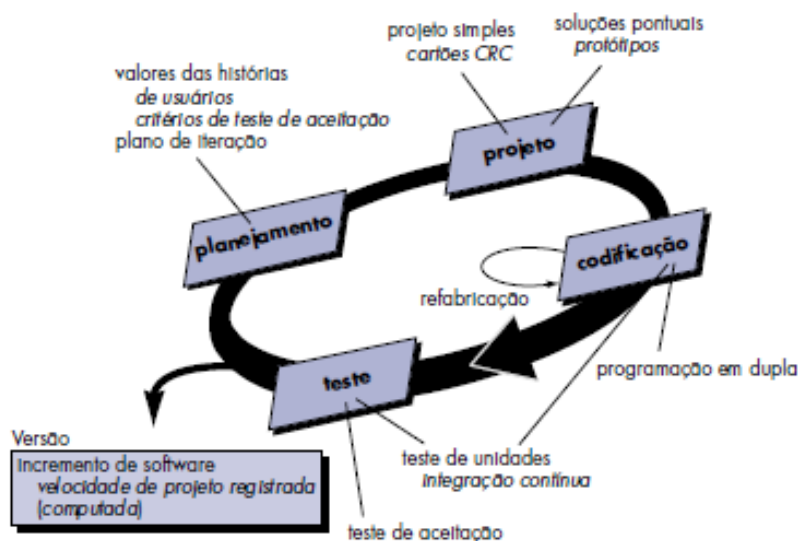 projeto simples
cartões CRC
soluções pontuais
protótipos
valores das histórias
de usuários
critérios de teste de aceitação
plano de iteração
projeto
planejamento
codificação
refabricação
programação em dupla
teste
teste de unidades
integração contínua
teste de aceitação
Versão
incremento de software
velocidade de projeto registrada
(computada)